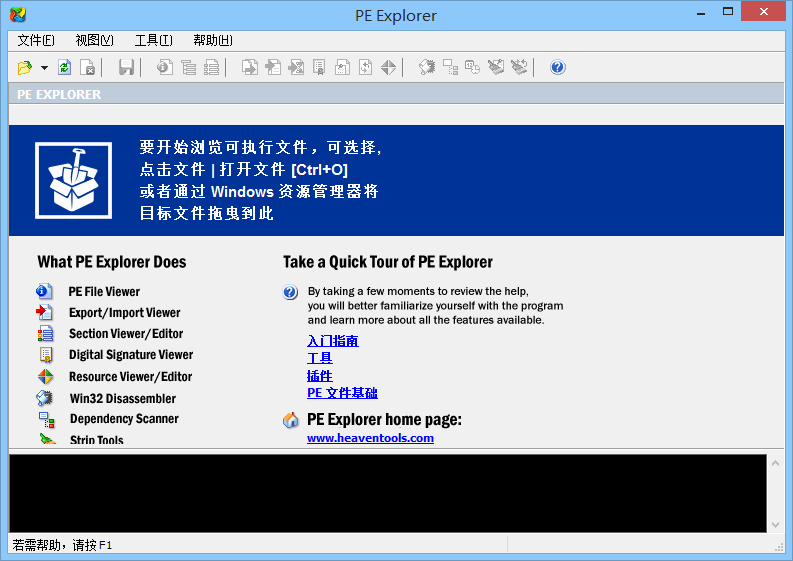 PE Explorer
文件(F) 视图(V) 工具(T) 帮助(H)
PE EXPLORER
要开始浏览可执行文件，可选择,
点击文件 | 打开文件 [Ctrl+O]
或者通过 Windows 资源管理器将
目标文件拖曳到此
What PE Explorer Does
PE File Viewer
Export/Import Viewer
Section Viewer/Editor
Digital Signature Viewer
Resource Viewer/Editor
Win32 Disassembler
Dependency Scanner
Strip Tools
Take a Quick Tour of PE Explorer
By taking a few moments to review the help,
you will better familiarize yourself with the program
and learn more about all the features available.
入门指南
工具
插件
PE 文件基础
PE Explorer home page:
www.heaventools.com
若需帮助，请按 F1